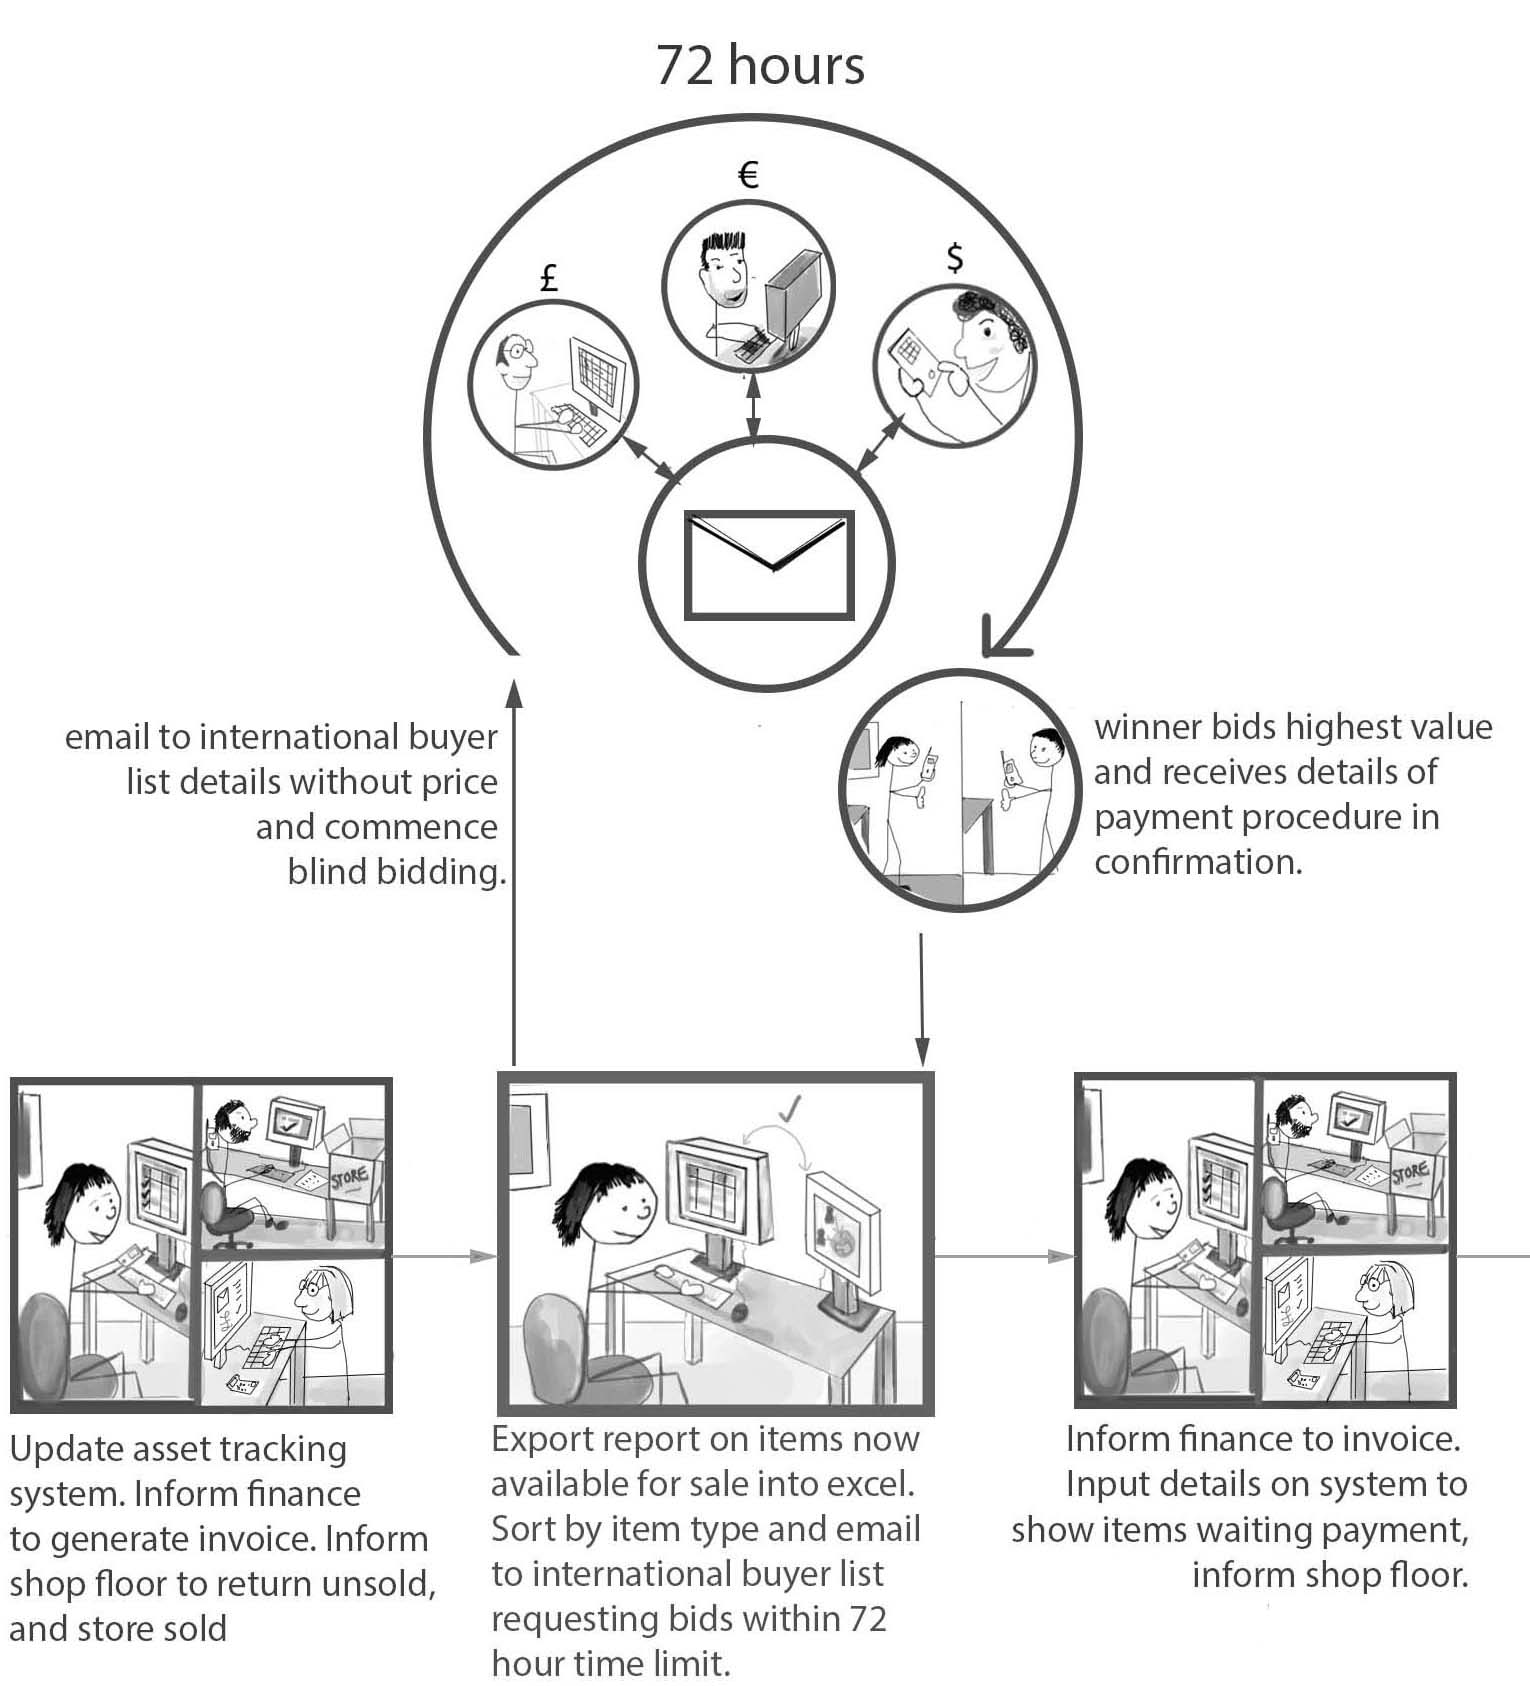 72 hours
€
£
$
email to international buyer
list details without price
and commence
blind bidding.
winner bids highest value
and receives details of
payment procedure in
confirmation.
STORE
STORE
Update asset tracking
system. Inform finance
to generate invoice. Inform
shop floor to return unsold,
and store sold
Export report on items now
available for sale into excel.
Sort by item type and email
to international buyer list
requesting bids within 72
hour time limit.
Inform finance to invoice.
Input details on system to
show items waiting payment,
inform shop floor.